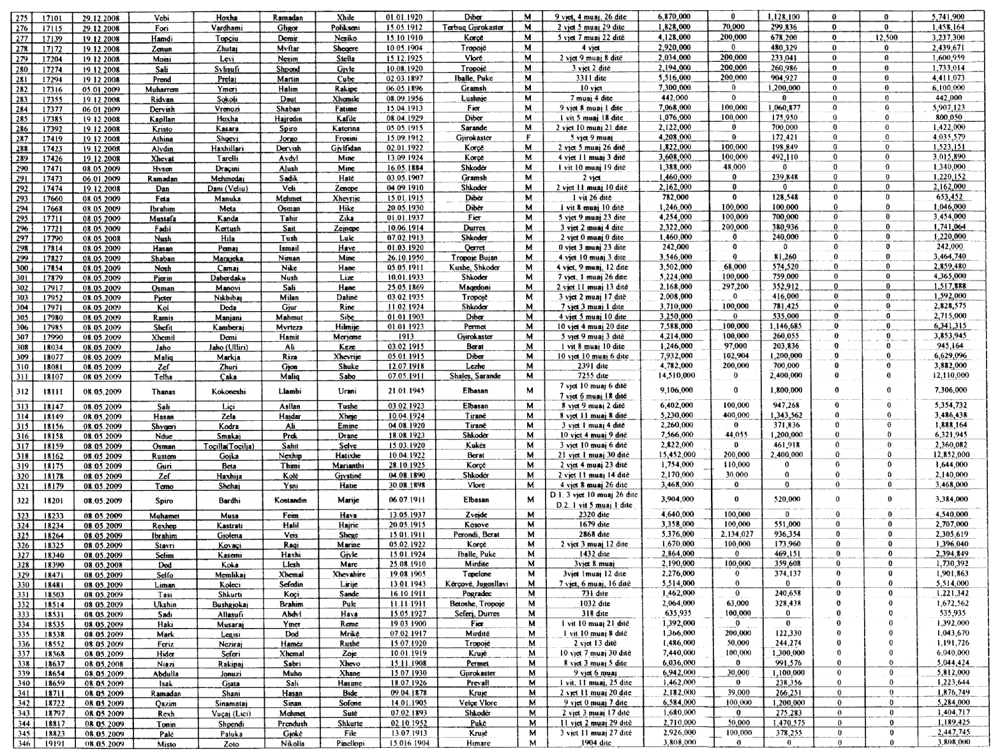 275 17101 29.12.2008 Vebi Hoxha Ramadan Xhile 01.01.1920 Diber M 9 vjet, 4 muaj, 26 dite 6,870,000 0 1,128,100 0 0 5,741,900
276 17115 29.12.2008 Fori Vardhami Gligor Polikseni 15.05.1912 Terbuq Gjirokaster M 2 vjet 5 muaj 29 dite 1,828,000 70,000 299,836 0 0 1,458,164
277 17139 19.12.2008 Hamdi Topçiu Demir Nesiko 15.10.1910 Korçë M 5 vjet 7 muaj 22 ditë 4,128,000 200,000 678,200 0 12,500 3,237,300
278 17172 19.12.2008 Zenun Zhutaj Myftar Sheqere 10.05.1904 Tropojë M 4 vjet 2,920,000 0 480,329 0 0 2,439,671
279 17204 19.12.2008 Moisi Levi Nesim Stella 15.12.1925 Vlorë M 2 vjet 9 muaj 8 ditë 2,034,000 200,000 233,041 0 0 1,600,959
280 17274 19.12.2008 Sali Sylisufi Shpend Gjyle 10.08.1920 Tropojë M 3 vjet 2 ditë 2,194,000 200,000 260,986 0 0 1,733,014
281 17294 19.12.2008 Prend Prelaj Martin Cube 02.03.1897 Iballe, Puke M 3311 dite 5,516,000 200,000 904,927 0 0 4,411,073
282 17316 05.01.2009 Muharrem Ymeri Halim Rakipe 06.05.1896 Gramsh M 10 vjet 7,300,000 0 1,200,000 0 0 6,100,000
283 17355 19.12.2008 Ridvan Sokoli Daut Xhemile 08.09.1956 Lushnje M 7 muaj 4 dite 442,000 0 0 0 0 442,000
284 17377 06.01.2009 Dervish Vrenozi Shaban Fatime 15.04.1913 Fier M 9 vjet 8 muaj 1 dite 7,068,000 100,000 1,060,877 0 0 5,907,123
285 17385 19.12.2008 Kapllan Hoxha Hajredin Kafile 08.04.1929 Diber M 1 vit 5 muaj 18 dite 1,076,000 100,000 175,950 0 0 800,050
286 17392 19.12.2008 Kristo Kasara Spiro Katerina 05.05.1915 Sarande M 2 vjet 10 muaj 21 dite 2,122,000 0 700,000 0 0 1,422,000
287 17419 19.12.2008 Athina Shqevi Jorgo Frosini 15.09.1912 Gjirokaster F 5 vjet 9 muaj 4,208,000 0 172,421 0 0 4,035,579
288 17423 19.12.2008 Alydin Haxhillari Dervish Gjylfidan 02.01.1922 Korçë M 2 vjet 5 muaj 26 dite 1,822,000 100,000 198,849 0 0 1,523,151
289 17426 19.12.2008 Xhevat Tarelli Avdyl Mine 13.09.1924 Korçë M 4 vjet 11 muaj 3 ditë 3,608,000 100,000 492,110 0 0 3,015,890
290 17471 08.05.2009 Hysen Draçini Alush Mine 16.05.1884 Shkodër M 1 vit 10 muaj 19 ditë 1,388,000 48,000 0 0 0 1,340,000
291 17473 06.01.2009 Ramadan Mehmedaj Sadik Hatë 03.05.1907 Gramsh M 2 vjet 1,460,000 0 239,848 0 0 1,220,152
292 17474 19.12.2008 Dan Dani (Veliu) Veli Zenepe 04.09.1910 Shkodër M 2 vjet 11 muaj 10 ditë 2,162,000 0 0 0 0 2,162,000
293 17660 08.05.2009 Feta Manuka Mehmet Xhevrije 15.01.1915 Dibër M 1 vit 26 dite 782,000 0 128,548 0 0 653,452
294 17668 08.05.2009 Ibrahim Meta Osman Hike 20.05.1930 Dibër M 1 vit 8 muaj 10 ditë 1,246,000 100,000 100,000 0 0 1,046,000
295 17711 08.05.2009 Mustafa Kanda Tahir Zika 01.01.1937 Fier M 5 vjet 9 muaj 23 dite 4,254,000 100,000 700,000 0 0 3,454,000
296 17721 08.05.2009 Fadil Kertush Sait Zejnepe 10.06.1914 Durres M 3 vjet 2 muaj 4 dite 2,322,000 200,000 380,936 0 0 1,741,064
297 17790 08.05.2008 Nush Hila Tush Lule 07.02.1913 Shkoder M 2 vjet 0 muaj 0 dite 1,460,000 0 240,000 0 0 1,220,000
298 17814 08.05.2009 Hasan Pemaj Ismail Have 01.03.1920 Qerret M 0 vjet 3 muaj 23 dite 242,000 0 0 0 0 242,000
299 17827 08.05.2009 Shaban Margjeka Niman Mine 26.10.1950 Tropoje Bujan M 4 vjet 10 muaj 3 dite 3,546,000 0 81,260 0 0 3,464,740
300 17854 08.05.2009 Nosh Camaj Nike Hane 05.05.1911 Kushe, Shkoder M 4 vjet, 9 muaj, 12 dite 3,502,000 68,000 574,520 0 0 2,859,480
301 17879 08.05.2009 Pjerin Daberdaku Nush Lize 10.01.1933 Shkoder M 7 vjet, 1 muaj 26 dite 5,224,000 100,000 759,000 0 0 4,365,000
302 17917 08.05.2009 Osman Manovi Sali Hane 25.05.1869 Maqedoni M 2 vjet 11 muaj 13 ditë 2,168,000 297,200 352,912 0 0 1,517,888
303 17952 08.05.2009 Pjeter Nikbibaj Milan Dafinë 03.02.1935 Tropojë M 3 vjet 2 muaj 17 ditë 2,008,000 0 416,000 0 0 1,592,000
304 17971 08.05.2009 Kol Deda Gjur Rine 11.02.1924 Shkoder M 7 vjet 3 muaj 1 dite 3,710,000 100,000 781,425 0 0 2,828,575
305 17980 08.05.2009 Ramis Manjani Mahmut Sibe 01.01.1903 Diber M 4 vjet 5 muaj 10 dite 3,250,000 0 535,000 0 0 2,715,000
306 17985 08.05.2009 Shefit Kamberaj Myrteza Hilmije 01.01.1923 Permet M 10 vjet 4 muaj 20 dite 7,588,000 100,000 1,146,685 0 0 6,341,315
307 17990 08.05.2009 Xhemil Demi Hamit Merjeme 1913 Gjirokaster M 5 vjet 9 muaj 3 ditë 4,214,000 100,000 260,055 0 0 3,853,945
308 18034 08.05.2009 Jaho Jaho (Ulliri) Ali Keze 03.02.1915 Berat M 1 vit 8 muaj 10 ditë 1,246,000 97,000 203,836 0 0 945,164
309 18077 08.05.2009 Maliq Markja Riza Xhevrije 05.01.1915 Diber M 10 vjet 10 muaj 6 dite 7,932,000 102,904 1,200,000 0 0 6,629,096
310 18081 08.05.2009 Zef Zhuri Gjon Shuke 12.07.1918 Lezhe M 2391 dite 4,782,000 200,000 700,000 0 0 3,882,000
311 18107 08.05.2009 Telha Çaka Maliq Sabo 07.05.1911 Shales, Sarande M 7255 dite 14,510,000 0 2,400,000 0 0 12,110,000
312 18111 08.05.2009 Thanas Kokoneshi Llambi Urani 21.01.1945 Elbasan M 7 vjet 10 muaj 6 ditë 7 vjet 6 muaj 18 ditë 9,106,000 0 1,800,000 0 0 7,306,000
313 18147 08.05.2009 Sali Liçi Asllan Tushe 03.02.1923 Elbasan M 8 vjet 9 muaj 2 ditë 6,402,000 100,000 947,268 0 0 5,354,732
314 18149 08.05.2009 Hasan Zela Hajdar Xheje 10.04.1924 Tiranë M 8 vjet 11 muaj 8 ditë 5,230,000 400,000 1,343,562 0 0 3,486,438
315 18156 08.05.2009 Shyqeri Kodra Ali Emine 04.08.1920 Tiranë M 3 vjet 1 muaj 4 ditë 2,260,000 0 371,836 0 0 1,888,164
316 18158 08.05.2009 Ndue Smakaj Prek Drane 18.08.1923 Shkodër M 10 vjet 4 muaj 9 ditë 7,566,000 44,055 1,200,000 0 0 6,321,945
317 18159 08.05.2009 Osman Toçilla(Toçilja) Sahit Selve 15.03.1920 Kukës M 3 vjet 10 muaj 6 ditë 2,822,000 0 461,918 0 0 2,360,082
318 18162 08.05.2009 Rustem Gojka Nexhip Hatixhe 10.04.1922 Berat M 21 vjet 1 muaj 30 ditë 15,452,000 200,000 2,400,000 0 0 12,852,000
319 18175 08.05.2009 Guri Beta Thimi Marianthi 28.10.1925 Korçë M 2 vjet 4 muaj 23 ditë 1,754,000 110,000 0 0 0 1,644,000
320 18178 08.05.2009 Zef Haxhija Kolë Gjystinë 04.08.1890 Shkodër M 2 vjet 11 muaj 14 ditë 2,170,000 30,000 0 0 0 2,140,000
321 18179 08.05.2009 Temo Shehaj Ysni Hatie 30.08.1898 Vlorë M 4 vjet 8 muaj 26 ditë 3,468,000 0 0 0 0 3,468,000
322 18201 08.05.2009 Spiro Bardhi Kostandin Marije 06.07.1911 Elbasan M D.1. 3 vjet 10 muaj 26 dite D.2. 1 vit 5 muaj 1 dite 3,904,000 0 520,000 0 0 3,384,000
323 18233 08.05.2009 Muhamet Musa Feim Hava 13.05.1937 Zvejde M 2320 dite 4,640,000 100,000 0 0 0 4,540,000
324 18234 08.05.2009 Rexhep Kastrati Halil Hajrie 20.05.1915 Kosove M 1679 dite 3,358,000 100,000 551,000 0 0 2,707,000
325 18264 08.05.2009 Ibrahim Gjolena Veis Shege 15.01.1911 Perondi, Berat M 2868 dite 5,376,000 2.134,027 936,354 0 0 2,305,619
326 18325 08.05.2009 Stavri Kovaçi Raqi Marine 05.02.1922 Korçë M 2 vjet 3 muaj 12 dite 1,670,000 100,000 173,960 0 0 1,396,040
327 18340 08.05.2009 Selim Kasemi Haxhi Gjyle 15.01.1924 Iballe, Puke M 1432 dite 2,864,000 0 469,151 0 0 2,394,849
328 18390 08.05.2008 Ded Koka Llesh Mare 25.08.1910 Mirdite M 3vjet 8 muaj 2,190,000 100,000 359,608 0 0 1,730,392
329 18471 08.05.2009 Selfo Memlikaj Xhemal Xhevahire 19.08.1905 Tepelene M 3vjet 1muaj 12 dite 2,276,000 0 374,137 0 0 1,901,863
330 18481 08.05.2009 Liman Koleci Sefedin Lirije 13.01.1943 Kërçovë, Jugosllavi M 7 vjet, 6 muaj, 16 ditë 5,514,000 0 0 0 0 5,514,000
331 18503 08.05.2009 Tasi Shkurti Koçi Sande 16.10.1911 Pogradec M 731 dite 1,462,000 0 240,658 0 0 1,221,342
332 18514 08.05.2009 Ukshin Bushgjokaj Brahim Pule 11.11.1911 Betoshe, Tropoje M 1032 dite 2,064,000 63,000 328,438 0 0 1,672,562
333 18531 08.05.2009 Sadi Allasufi Abdyl Hava 15.05.1927 Seferj, Durres M 318 dite 635,935 100,000 0 0 0 535,935
334 18535 08.05.2009 Haki Musaraj Ymer Reme 19.03.1900 Fier M 1 vit 10 muaj 21 ditë 1,392,000 0 0 0 0 1,392,000
335 18538 08.05.2009 Mark Legisi Dod Mrikë 07.02.1917 Mirditë M 1 vit 10 muaj 8 ditë 1,366,000 200,000 122,330 0 0 1,043,670
336 18552 08.05.2009 Feriz Neziraj Hamëz Rushë 15.07.1920 Tropojë M 2 vjet 13 ditë 1,486,000 50,000 244,274 0 0 1,191,726
337 18568 08.05.2009 Hider Seferi Xhemal Zoje 10.01.1919 Krujë M 10 vjet 7 muaj 30 ditë 7,440,000 100,000 1,300,000 0 0 6,040,000
338 18637 08.05.2008 Niazi Rakipaj Sabri Xhevo 15.11.1908 Permet M 8 vjet 3 muaj 5 dite 6,036,000 0 991,576 0 0 5,044,424
339 18654 08.05.2009 Abdulla Jonuzi Muho Xhane 15.07.1930 Gjirokaster M 9 vjet 6 muaj 6,942,000 30,000 1,100,000 0 0 5,812,000
340 18659 08.05.2009 Isak Gjata Sali Hasime 18.07.1926 Prevall M 1 vit, 11 muaj, 25 dite 1,462,000 0 238,356 0 0 1,223,644
341 18711 08.05.2009 Ramadan Shani Hasan Bide 09.04.1878 Kruje M 2 vjet 11 muaj 20 dite 2,182,000 39,000 266,251 0 0 1,876,749
342 18722 08.05.2009 Qazim Sinamataj Sinan Sofone 14.01.1905 Velçe Vlore M 9 vjet 0 muaj 7 dite 6,584,000 100,000 1,200,000 0 0 5,284,000
343 18797 08.05.2009 Rexh Vuçaj (Lici) Mehmet Sutë 07.02.1893 Shkodër M 2 vjet 3 muaj 17 ditë 1,680,000 0 275,283 0 0 1,404,717
344 18817 08.05.2009 Tonin Shpendi Prendush Shkurte 02.10.1952 Pukë M 11 vjet 2 muaj 29 ditë 2,710,000 50,000 1,470,575 0 0 1,189,425
345 18823 08.05.2009 Palë Paluka Gjokë File 13.07.1913 Krujë M 3 vjet 11 muaj 27 ditë 2,926,000 100,000 378,255 0 0 2,447,745
346 19191 08.05.2009 Misto Zoto Nikolla Pinellopi 15.016.1904 Himare M 1904 dite 3,808,000 0 0 0 0 3,808,000